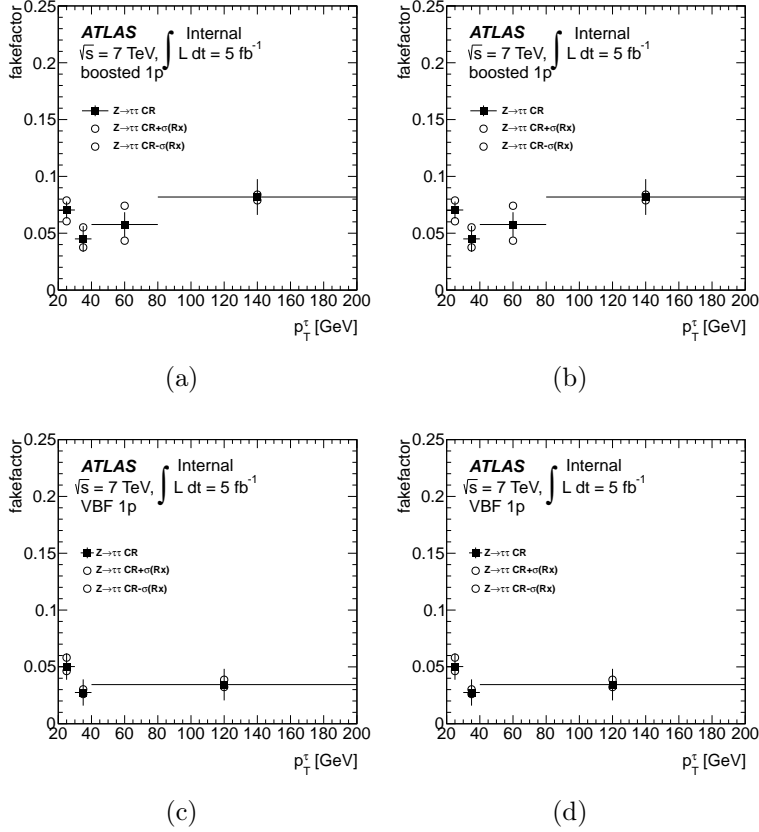 fakefactor
0.25
0.2
0.15
0.1
0.05
0
ATLAS Internal
√s = 7 TeV, ∫ L dt = 5 fb⁻¹
boosted 1p
Z→ττ CR
Z→ττ CR+σ(Rx)
Z→ττ CR-σ(Rx)
20 40 60 80 100 120 140 160 180 200
p_T^τ [GeV]
(a)
fakefactor
0.25
0.2
0.15
0.1
0.05
0
ATLAS Internal
√s = 7 TeV, ∫ L dt = 5 fb⁻¹
boosted 1p
Z→ττ CR
Z→ττ CR+σ(Rx)
Z→ττ CR-σ(Rx)
20 40 60 80 100 120 140 160 180 200
p_T^τ [GeV]
(b)
fakefactor
0.25
0.2
0.15
0.1
0.05
0
ATLAS Internal
√s = 7 TeV, ∫ L dt = 5 fb⁻¹
VBF 1p
Z→ττ CR
Z→ττ CR+σ(Rx)
Z→ττ CR-σ(Rx)
20 40 60 80 100 120 140 160 180 200
p_T^τ [GeV]
(c)
fakefactor
0.25
0.2
0.15
0.1
0.05
0
ATLAS Internal
√s = 7 TeV, ∫ L dt = 5 fb⁻¹
VBF 1p
Z→ττ CR
Z→ττ CR+σ(Rx)
Z→ττ CR-σ(Rx)
20 40 60 80 100 120 140 160 180 200
p_T^τ [GeV]
(d)